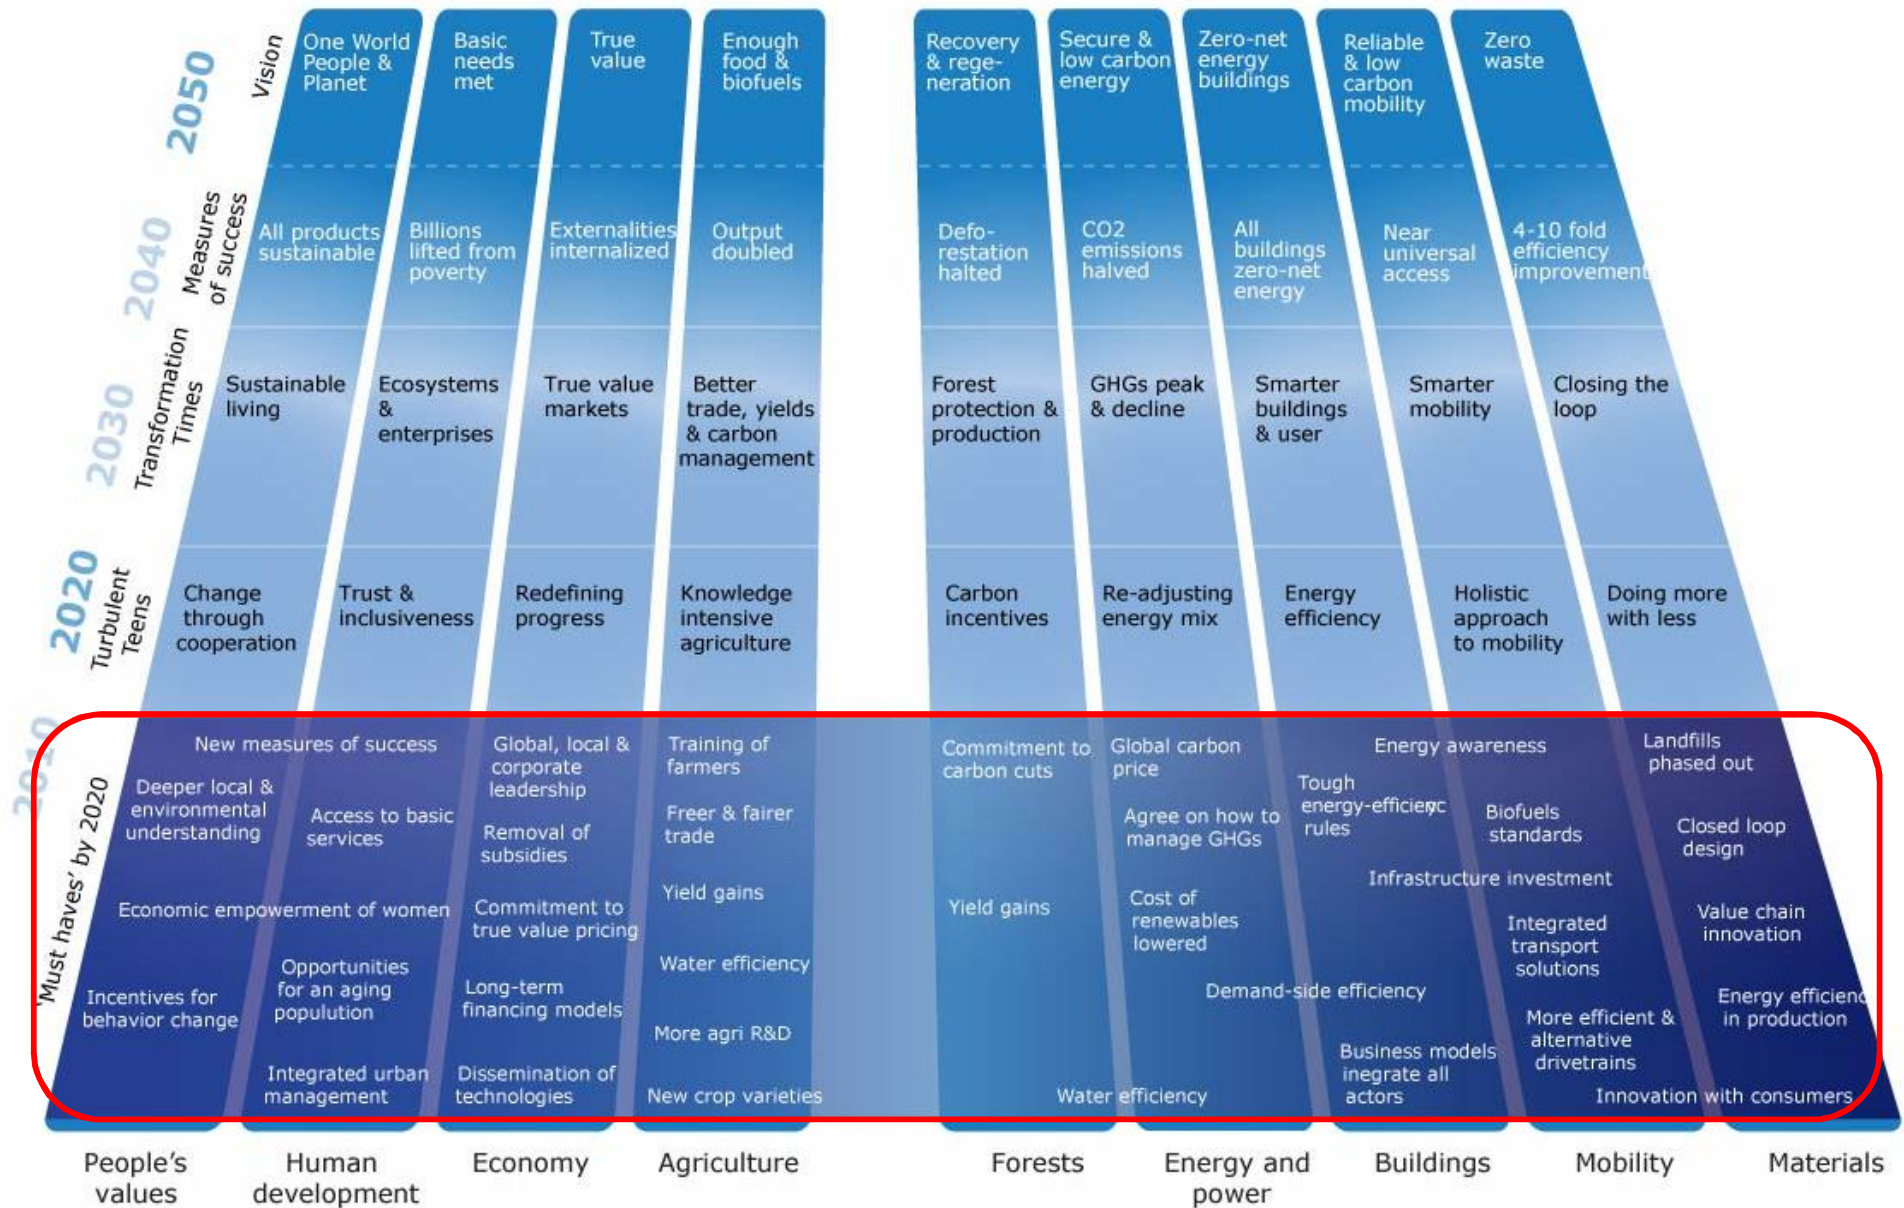 2050
Vision
One World
People &
Planet
Basic
needs
met
True
value
Enough
food &
biofuels
Recovery
& rege-
neration
Secure &
low carbon
energy
Zero-net
energy
buildings
Reliable
& low
carbon
mobility
Zero
waste
2040
Measures
of success
All products
sustainable
Billions
lifted from
poverty
Externalities
internalized
Output
doubled
Defo-
restation
halted
CO2
emissions
halved
All
buildings
zero-net
energy
Near
universal
access
4-10 fold
efficiency
improvement
2030
Transformation
Times
Sustainable
living
Ecosystems
&
enterprises
True value
markets
Better
trade, yields
& carbon
management
Forest
protection &
production
GHGs peak
& decline
Smarter
buildings
& user
Smarter
mobility
Closing the
loop
2020
Turbulent
Teens
Change
through
cooperation
Trust &
inclusiveness
Redefining
progress
Knowledge
intensive
agriculture
Carbon
incentives
Re-adjusting
energy mix
Energy
efficiency
Holistic
approach
to mobility
Doing more
with less
2010
'Must haves' by 2020
New measures of success
Deeper local &
environmental
understanding
Access to basic
services
Economic empowerment of women
Incentives for
behavior change
Opportunities
for an aging
populution
Integrated urban
management
Global, local &
corporate
leadership
Removal of
subsidies
Commitment to
true value pricing
Long-term
financing models
Dissemination of
technologies
Training of
farmers
Freer & fairer
trade
Yield gains
Water efficiency
More agri R&D
New crop varieties
Commitment to
carbon cuts
Yield gains
Water efficiency
Global carbon
price
Agree on how to
manage GHGs
Cost of
renewables
lowered
Demand-side efficiency
Energy awareness
Tough
energy-efficienc
rules
Infrastructure investment
Business models
inegrate all
actors
Biofuels
standards
Integrated
transport
solutions
More efficient &
alternative
drivetrains
Innovation with consumers
Landfills
phased out
Closed loop
design
Value chain
innovation
Energy efficienc
in production
People's
values
Human
development
Economy
Agriculture
Forests
Energy and
power
Buildings
Mobility
Materials